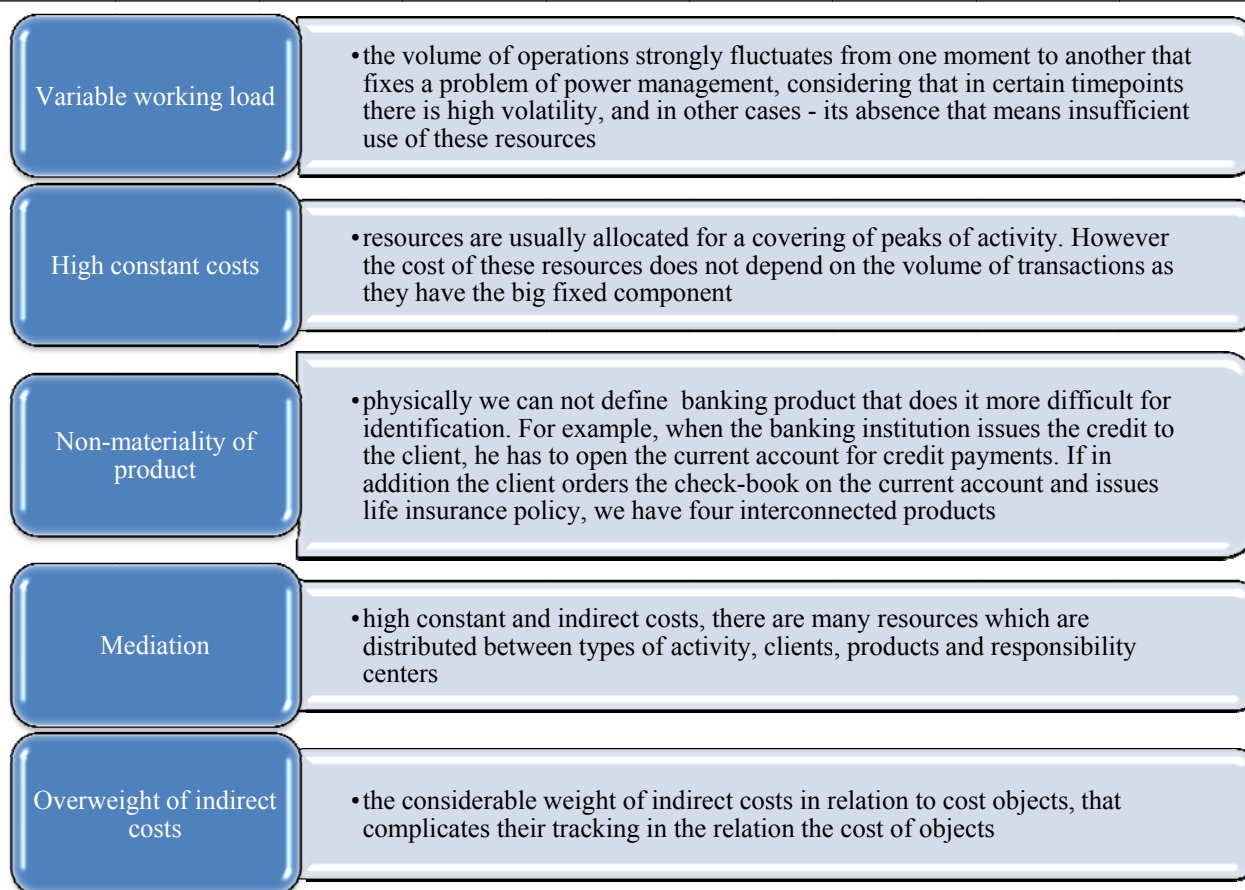 Variable working load
•the volume of operations strongly fluctuates from one moment to another that
fixes a problem of power management, considering that in certain timepoints
there is high volatility, and in other cases - its absence that means insufficient
use of these resources
High constant costs
•resources are usually allocated for a covering of peaks of activity. However
the cost of these resources does not depend on the volume of transactions as
they have the big fixed component
Non-materiality of
product
•physically we can not define banking product that does it more difficult for
identification. For example, when the banking institution issues the credit to
the client, he has to open the current account for credit payments. If in
addition the client orders the check-book on the current account and issues
life insurance policy, we have four interconnected products
Mediation
•high constant and indirect costs, there are many resources which are
distributed between types of activity, clients, products and responsibility
centers
Overweight of indirect
costs
•the considerable weight of indirect costs in relation to cost objects, that
complicates their tracking in the relation the cost of objects